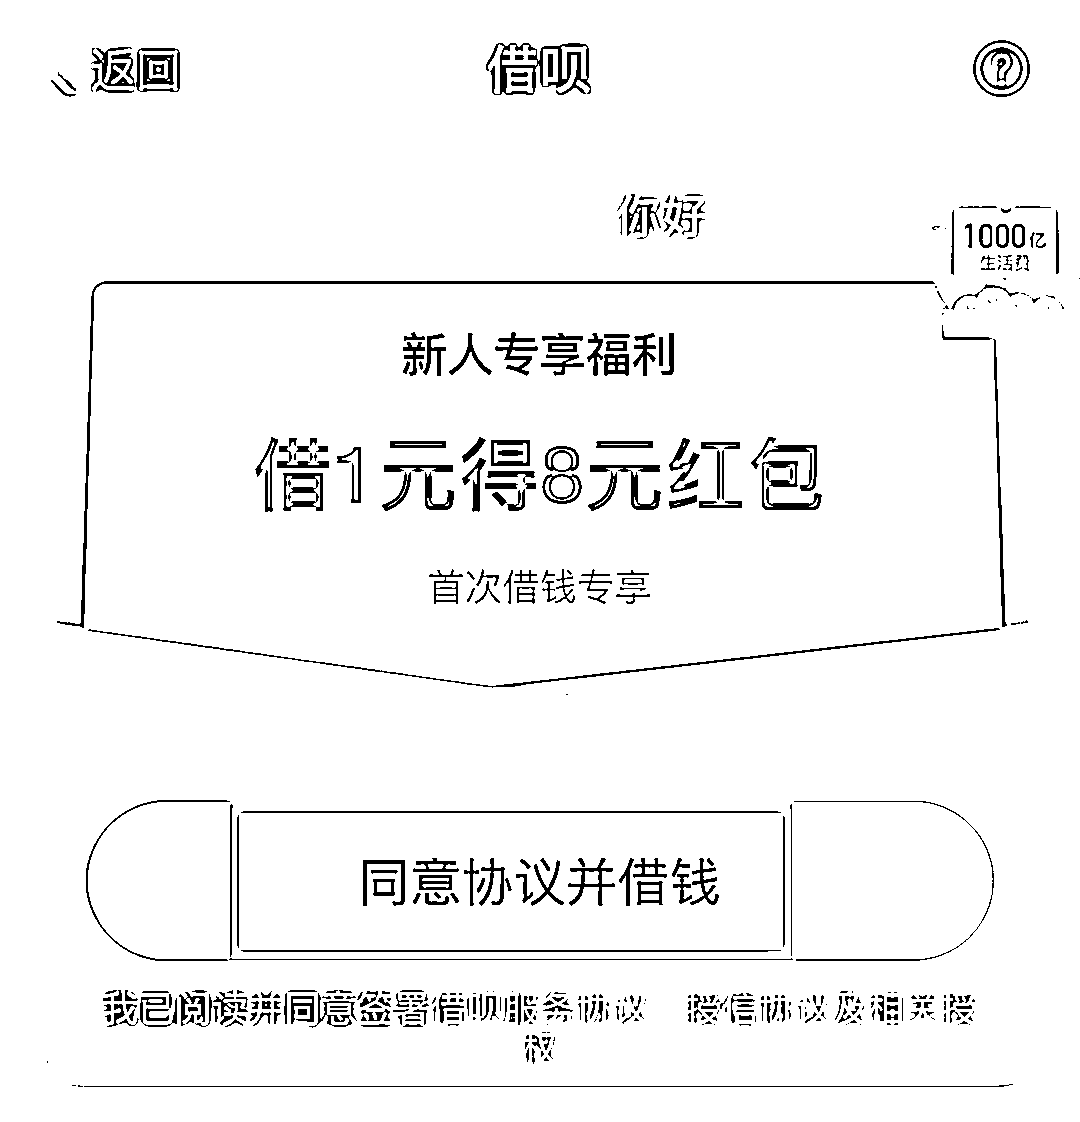 返回 借呗 ?
你好
1000亿
生活费
新人专享福利
借1元得8元红包
首次借钱专享
同意协议并借钱
我已阅读并同意签署借呗服务协议 授信协议及相关授
权